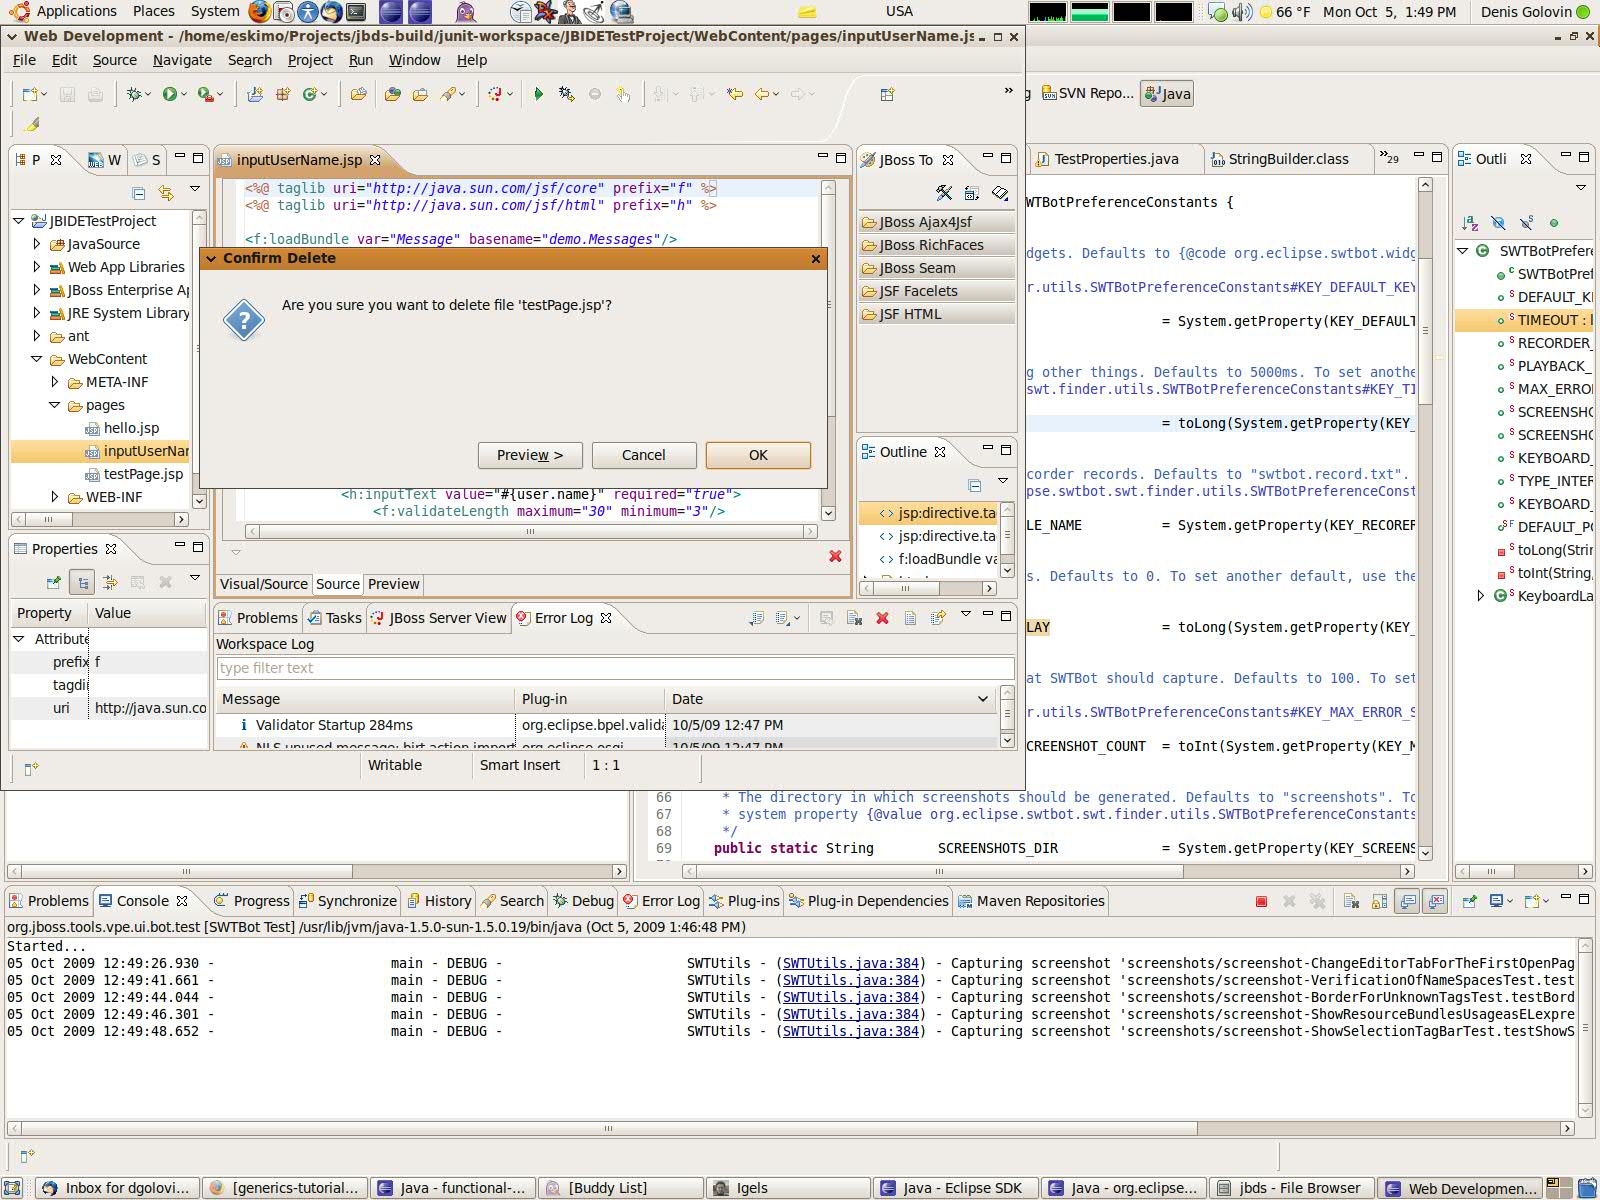 Applications Places System USA 66 °F Mon Oct 5, 1:49 PM Denis Golovin
Web Development - /home/eskimo/Projects/jbds-build/junit-workspace/JBIDETestProject/WebContent/pages/inputUserName.js
File Edit Source Navigate Search Project Run Window Help
SVN Repo... Java
P W S
inputUserName.jsp
JBoss To
TestProperties.java StringBuilder.class 29
Outli
<%@ taglib uri="http://java.sun.com/jsf/core" prefix="f" %>
<%@ taglib uri="http://java.sun.com/jsf/html" prefix="h" %>
<f:loadBundle var="Message" basename="demo.Messages"/>
JBIDETestProject
JavaSource
Web App Libraries
JBoss Enterprise Ap
JRE System Library
ant
WebContent
META-INF
pages
hello.jsp
inputUserNar
testPage.jsp
WEB-INF
Confirm Delete
Are you sure you want to delete file 'testPage.jsp'?
Preview > Cancel OK
<h:inputText value="#{user.name}" required="true">
<f:validateLength maximum="30" minimum="3"/>
Visual/Source Source Preview
JBoss Ajax4Jsf
JBoss RichFaces
JBoss Seam
JSF Facelets
JSF HTML
Outline
jsp:directive.ta
jsp:directive.ta
f:loadBundle va
WTBotPreferenceConstants {
dgets. Defaults to {@code org.eclipse.swtbot.widg
r.utils.SWTBotPreferenceConstants#KEY_DEFAULT_KEY
= System.getProperty(KEY_DEFAULT
g other things. Defaults to 5000ms. To set anothe
swt.finder.utils.SWTBotPreferenceConstants#KEY_TI
= toLong(System.getProperty(KEY_
corder records. Defaults to "swtbot.record.txt".
pse.swtbot.swt.finder.utils.SWTBotPreferenceConst
LE_NAME = System.getProperty(KEY_RECORER
s. Defaults to 0. To set another default, use the
LAY = toLong(System.getProperty(KEY_
at SWTBot should capture. Defaults to 100. To set
r.utils.SWTBotPreferenceConstants#KEY_MAX_ERROR_S
CREENSHOT_COUNT = toInt(System.getProperty(KEY_M
66 * The directory in which screenshots should be generated. Defaults to "screenshots". To
67 * system property {@value org.eclipse.swtbot.swt.finder.utils.SWTBotPreferenceConstants
68 */
69 public static String SCREENSHOTS_DIR = System.getProperty(KEY_SCREENS
SWTBotPrefere
SWTBotPref
DEFAULT_KI
TIMEOUT :
RECORDER_
PLAYBACK_
MAX_ERROI
SCREENSHC
SCREENSHC
KEYBOARD_
TYPE_INTER
KEYBOARD_
DEFAULT_PO
toLong(Strin
toInt(String,
KeyboardLa
Properties
Property Value
Attribute
prefix f
tagdi
uri http://java.sun.co
Problems Tasks JBoss Server View Error Log
Workspace Log
type filter text
Message Plug-in Date
Validator Startup 284ms org.eclipse.bpel.valida 10/5/09 12:47 PM
NLS unused message: birt action import org.eclipse.osgi 10/5/09 12:47 PM
Writable Smart Insert 1 : 1
Problems Console Progress Synchronize History Search Debug Error Log Plug-ins Plug-in Dependencies Maven Repositories
org.jboss.tools.vpe.ui.bot.test [SWTBot Test] /usr/lib/jvm/java-1.5.0-sun-1.5.0.19/bin/java (Oct 5, 2009 1:46:48 PM)
Started...
05 Oct 2009 12:49:26.930 - main - DEBUG - SWTUtils - (SWTUtils.java:384) - Capturing screenshot 'screenshots/screenshot-ChangeEditorTabForTheFirstOpenPag
05 Oct 2009 12:49:41.661 - main - DEBUG - SWTUtils - (SWTUtils.java:384) - Capturing screenshot 'screenshots/screenshot-VerificationOfNameSpacesTest.test
05 Oct 2009 12:49:44.044 - main - DEBUG - SWTUtils - (SWTUtils.java:384) - Capturing screenshot 'screenshots/screenshot-BorderForUnknownTagsTest.testBord
05 Oct 2009 12:49:46.301 - main - DEBUG - SWTUtils - (SWTUtils.java:384) - Capturing screenshot 'screenshots/screenshot-ShowResourceBundlesUsageasELexpre
05 Oct 2009 12:49:48.652 - main - DEBUG - SWTUtils - (SWTUtils.java:384) - Capturing screenshot 'screenshots/screenshot-ShowSelectionTagBarTest.testShowS
Inbox for dgolovi... [generics-tutorial... Java - functional-... [Buddy List] Igels Java - Eclipse SDK Java - org.eclipse... jbds - File Browser Web Developmen...